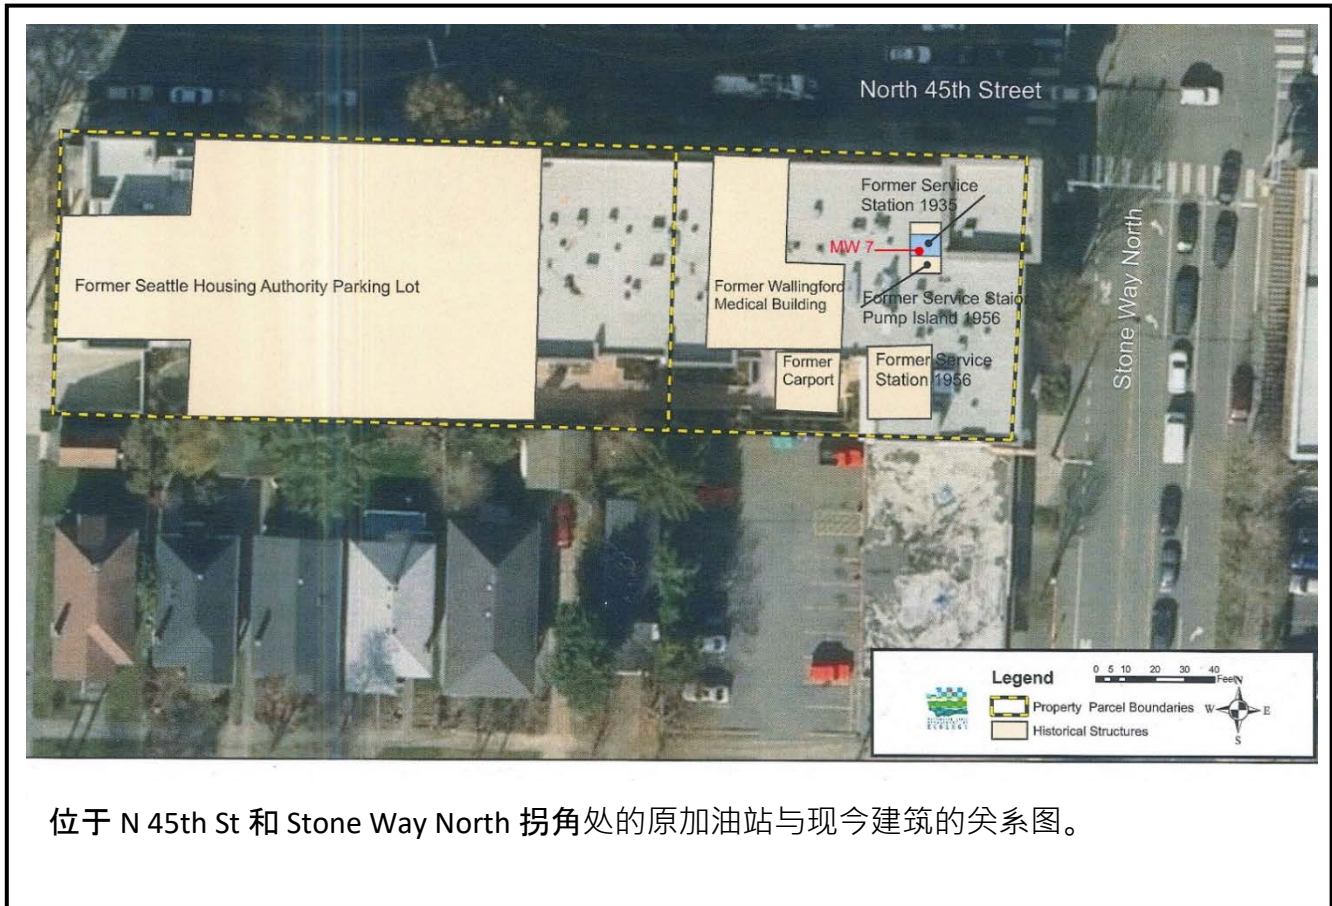 North 45th Street
Former Service
Station 1935
MW 7
Former Seattle Housing Authority Parking Lot
Former Wallingford
Medical Building
Former Service Staion
Pump Island 1956
Former
Carport
Former Service
Station 1956
Stone Way North
Legend
0 5 10 20 30 40
Feet
Property Parcel Boundaries
Historical Structures
N
W
E
S
ECOLOGY
位于 N 45th St 和 Stone Way North 拐角处的原加油站与现今建筑的关系图。